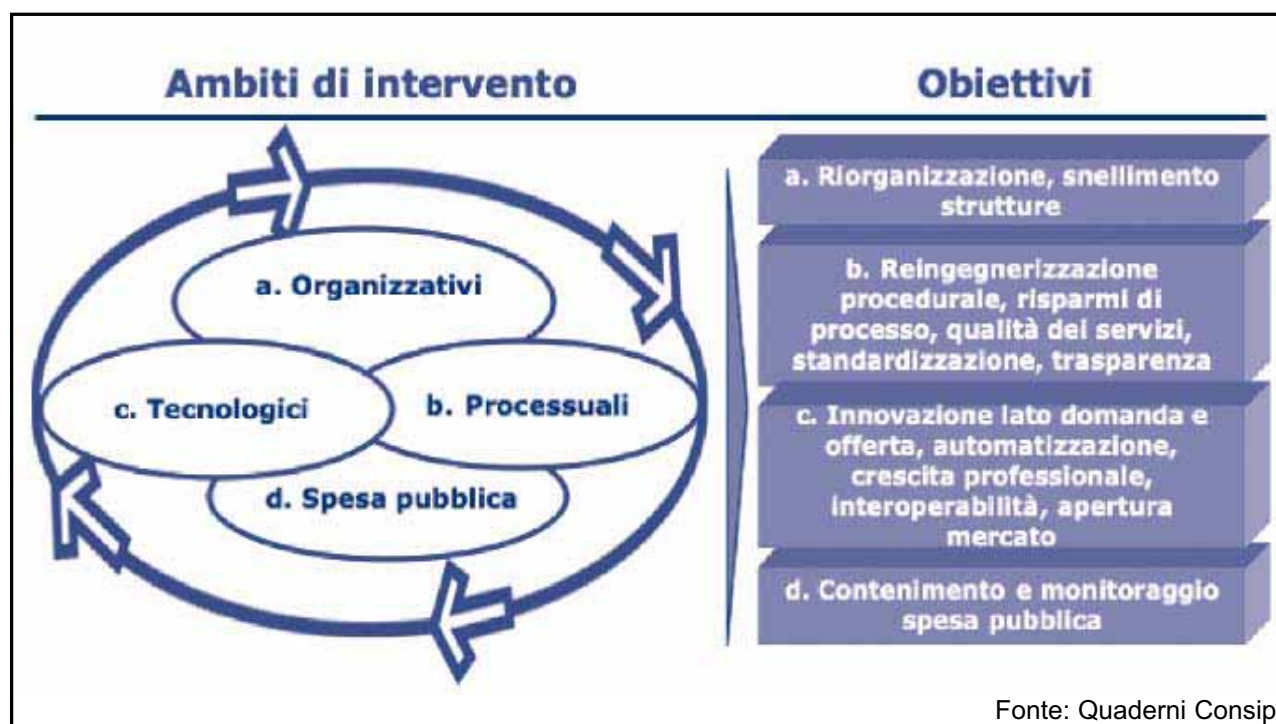 Ambiti di intervento
Obiettivi
a. Organizzativi
c. Tecnologici
b. Processuali
d. Spesa pubblica
a. Riorganizzazione, snellimento
strutture
b. Reingegnerizzazione
procedurale, risparmi di
processo, qualità dei servizi,
standardizzazione, trasparenza
c. Innovazione lato domanda e
offerta, automatizzazione,
crescita professionale,
interoperabilità, apertura
mercato
d. Contenimento e monitoraggio
spesa pubblica
Fonte: Quaderni Consip